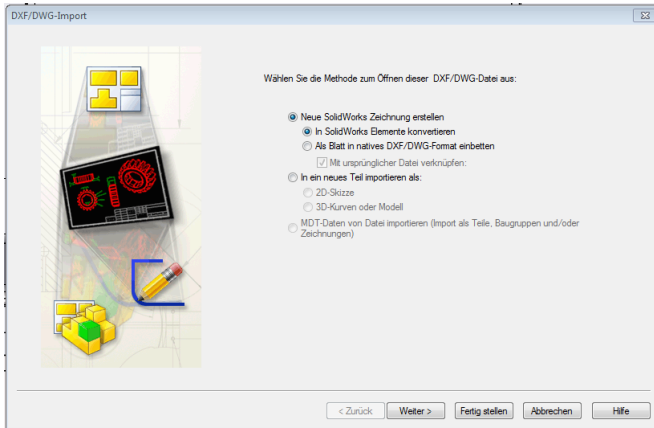 DXF/DWG-Import
Wählen Sie die Methode zum Öffnen dieser DXF/DWG-Datei aus:
Neue SolidWorks Zeichnung erstellen
In SolidWorks Elemente konvertieren
Als Blatt in natives DXF/DWG-Format einbetten
Mit ursprünglicher Datei verknüpfen:
In ein neues Teil importieren als:
2D-Skizze
3D-Kurven oder Modell
MDT-Daten von Datei importieren (Import als Teile, Baugruppen und/oder
Zeichnungen)
< Zurück Weiter > Fertig stellen Abbrechen Hilfe